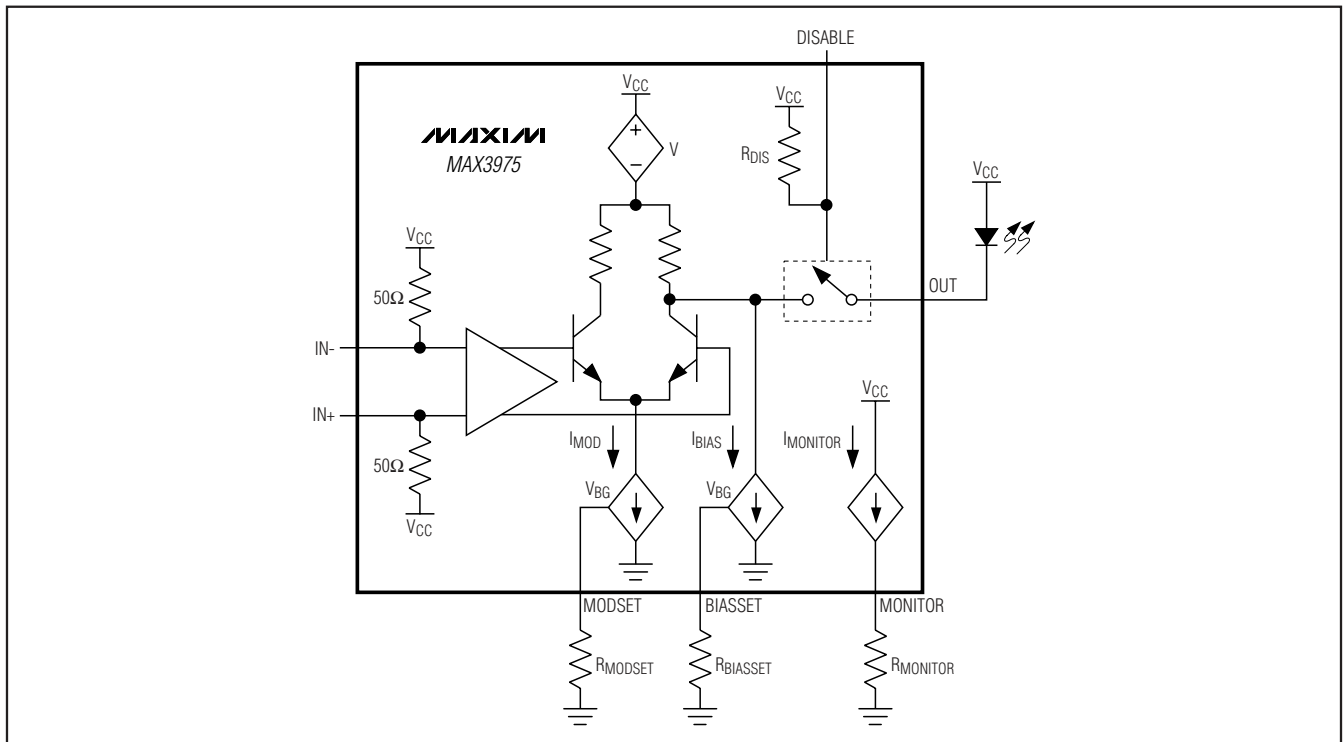 DISABLE
VCC
VCC
MAXIM
MAX3975
+
−
V
RDIS
VCC
VCC
50Ω
OUT
IN-
VCC
IN+
IMOD
IBIAS
IMONITOR
50Ω
VBG
VBG
VCC
MODSET
BIASSET
MONITOR
RMODSET
RBIASSET
RMONITOR